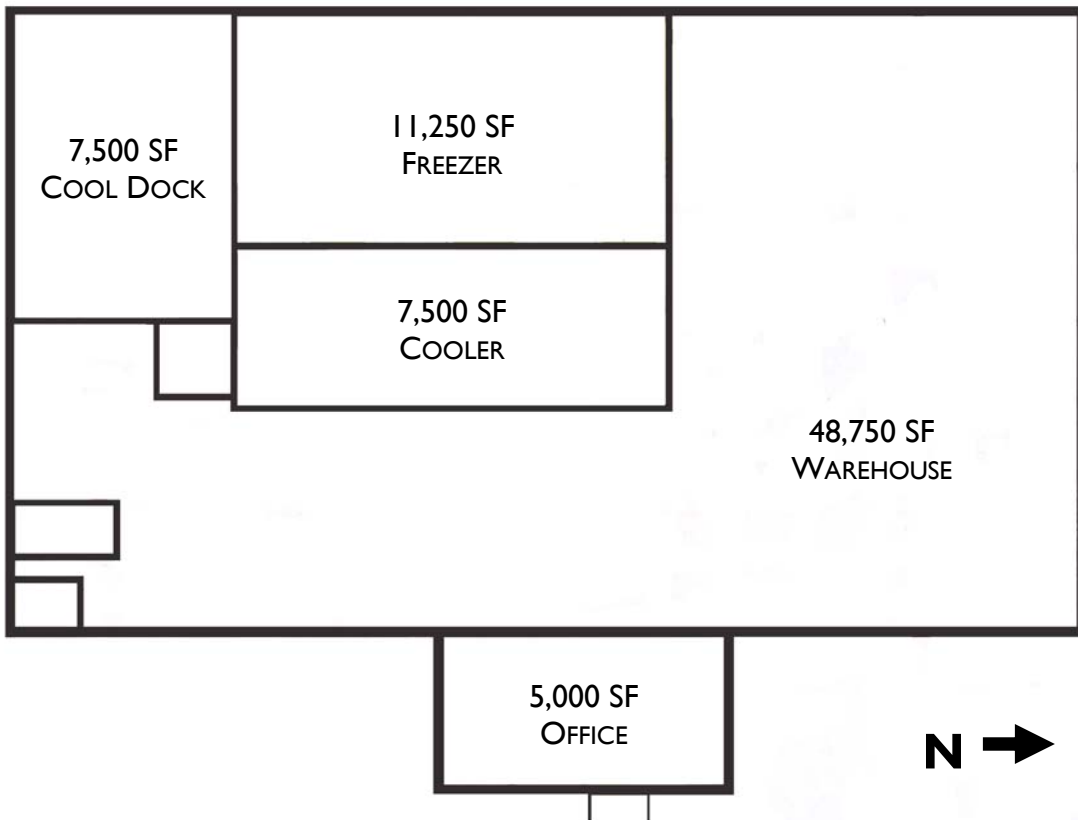 7,500 SF
COOL DOCK
11,250 SF
FREEZER
7,500 SF
COOLER
48,750 SF
WAREHOUSE
5,000 SF
OFFICE
N